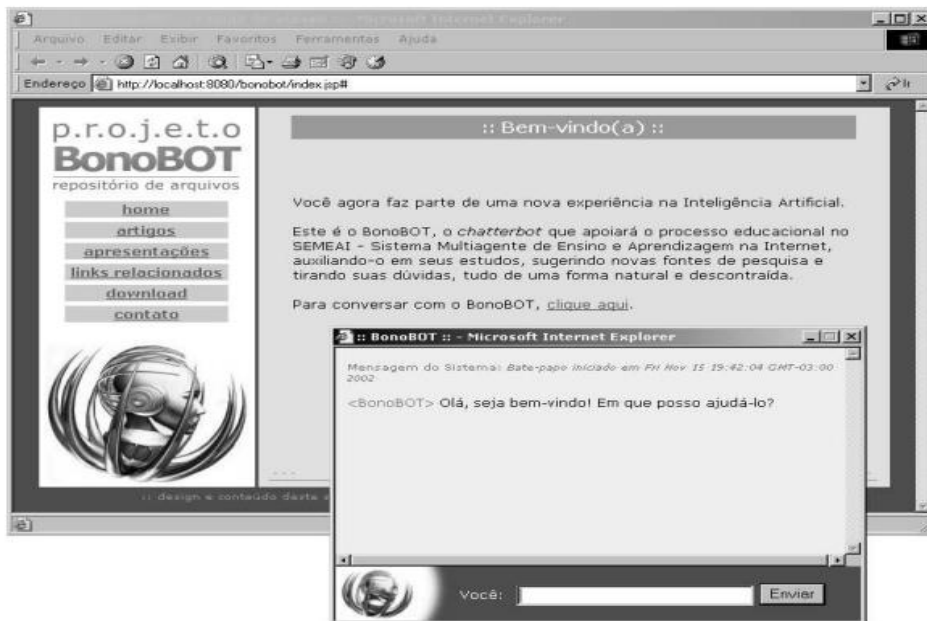 Microsoft Internet Explorer
Arquivo Editar Exibir Favoritos Ferramentas Ajuda
Endereço http://localhost:8080/bonobot/index.jsp# Ir
p.r.o.j.e.t.o
BonoBOT
repositório de arquivos
home
artigos
apresentações
links relacionados
download
contato
:: Bem-vindo(a) ::
Você agora faz parte de uma nova experiência na Inteligência Artificial.
Este é o BonoBOT, o chatterbot que apoiará o processo educacional no
SEMEAI - Sistema Multiagente de Ensino e Aprendizagem na Internet,
auxiliando-o em seus estudos, sugerindo novas fontes de pesquisa e
tirando suas dúvidas, tudo de uma forma natural e descontraída.
Para conversar com o BonoBOT, clique aqui.
:: design e conteúdo deste
:: BonoBOT :: - Microsoft Internet Explorer
Mensagem do Sistema: Bate-papo iniciado em Fri Nov 15 19:42:04 GMT-03:00
2002
<BonoBOT> Olá, seja bem-vindo! Em que posso ajudá-lo?
Você: Enviar